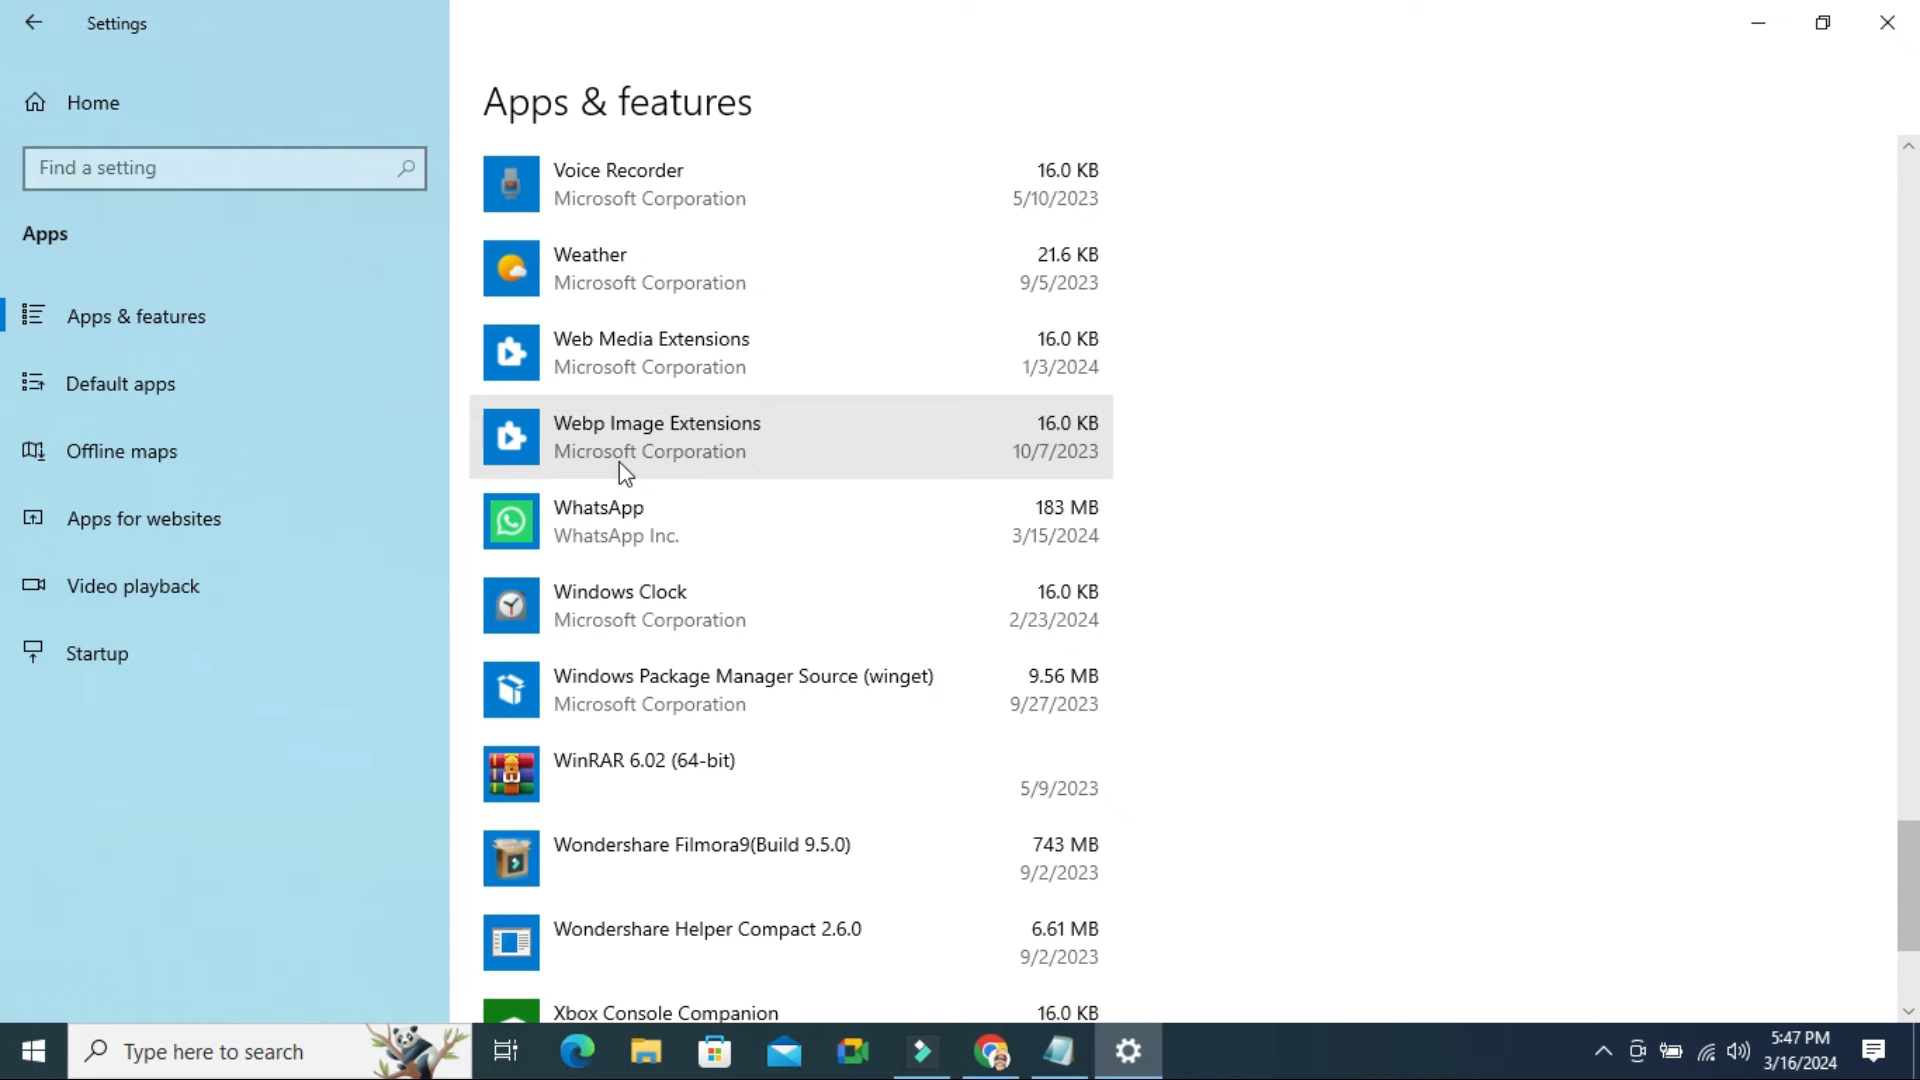 Settings
Home
Find a setting
Apps
Apps & features
Default apps
Offline maps
Apps for websites
Video playback
Startup
Apps & features
Voice Recorder 16.0 KB
Microsoft Corporation 5/10/2023
Weather 21.6 KB
Microsoft Corporation 9/5/2023
Web Media Extensions 16.0 KB
Microsoft Corporation 1/3/2024
Webp Image Extensions 16.0 KB
Microsoft Corporation 10/7/2023
WhatsApp 183 MB
WhatsApp Inc. 3/15/2024
Windows Clock 16.0 KB
Microsoft Corporation 2/23/2024
Windows Package Manager Source (winget) 9.56 MB
Microsoft Corporation 9/27/2023
WinRAR 6.02 (64-bit)
5/9/2023
Wondershare Filmora9(Build 9.5.0) 743 MB
9/2/2023
Wondershare Helper Compact 2.6.0 6.61 MB
9/2/2023
Xbox Console Companion 16.0 KB
Type here to search
5:47 PM
3/16/2024